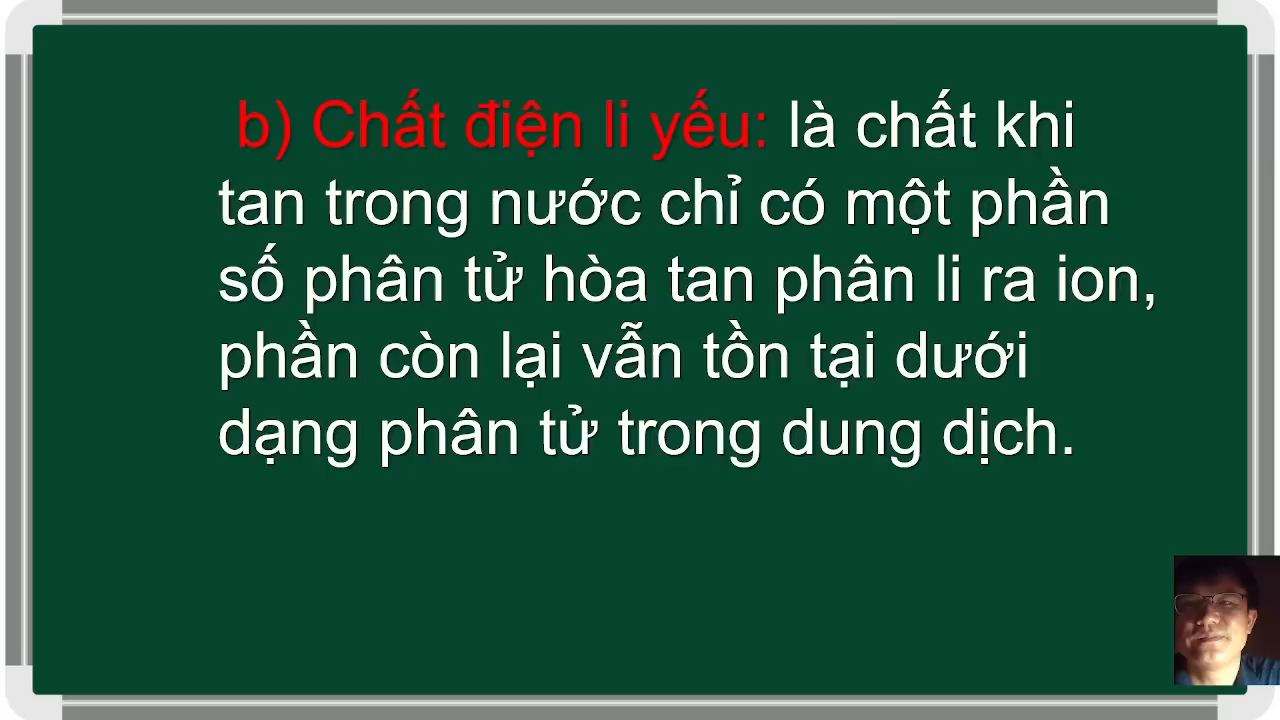 b) Chất điện li yếu: là chất khi
tan trong nước chỉ có một phần
số phân tử hòa tan phân li ra ion,
phần còn lại vẫn tồn tại dưới
dạng phân tử trong dung dịch.